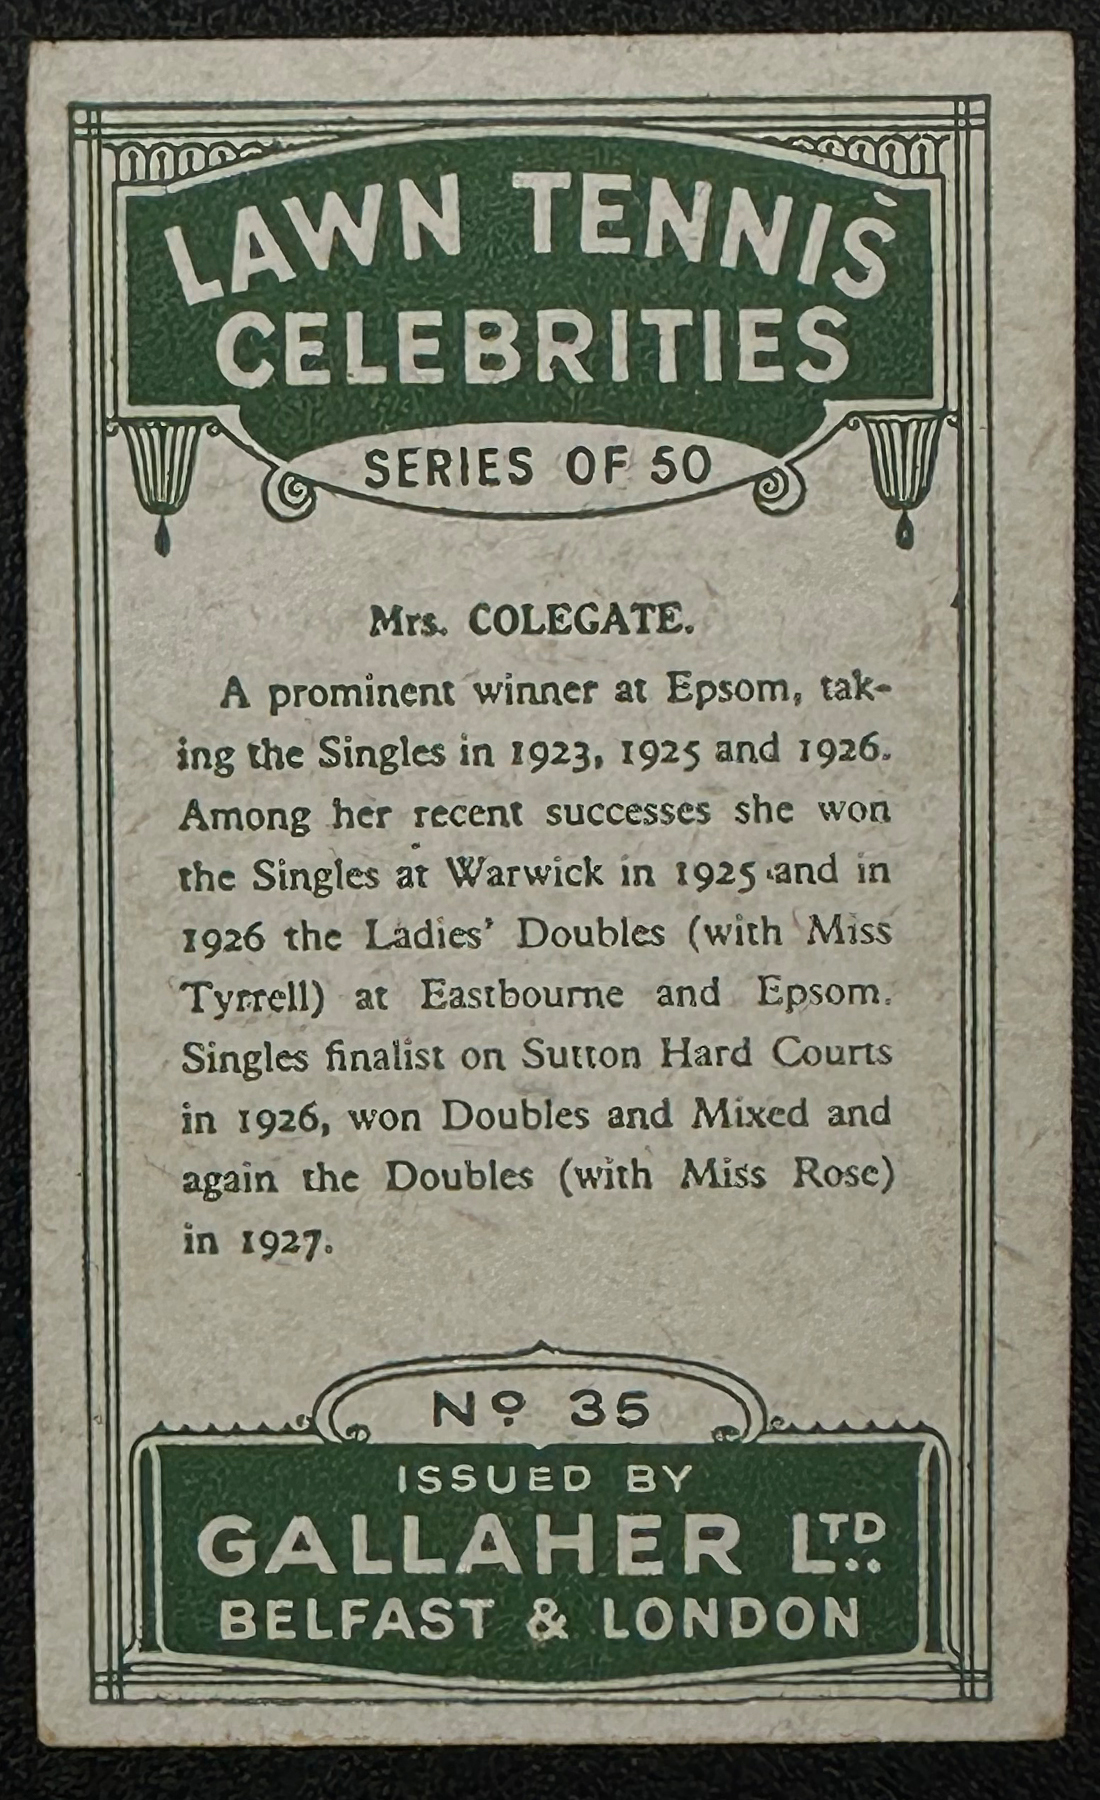 LAWN TENNIS
CELEBRITIES
SERIES OF 50
Mrs. COLEGATE.
A prominent winner at Epsom, tak-
ing the Singles in 1923, 1925 and 1926.
Among her recent successes she won
the Singles at Warwick in 1925 and in
1926 the Ladies' Doubles (with Miss
Tyrrell) at Eastbourne and Epsom.
Singles finalist on Sutton Hard Courts
in 1926, won Doubles and Mixed and
again the Doubles (with Miss Rose)
in 1927.
Nº 35
ISSUED BY
GALLAHER LTD
BELFAST & LONDON